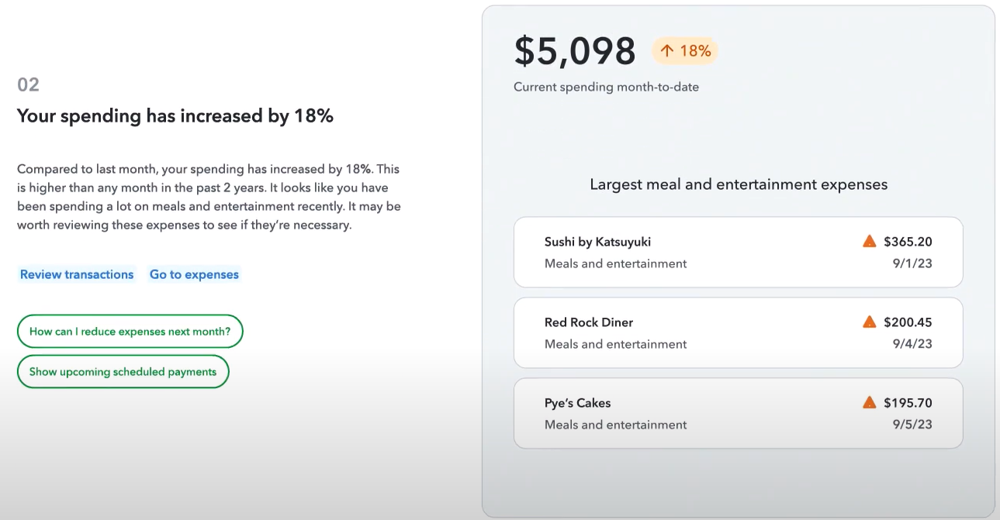 02
Your spending has increased by 18%
Compared to last month, your spending has increased by 18%. This
is higher than any month in the past 2 years. It looks like you have
been spending a lot on meals and entertainment recently. It may be
worth reviewing these expenses to see if they're necessary.
Review transactions Go to expenses
How can I reduce expenses next month?
Show upcoming scheduled payments
$5,098 ↑ 18%
Current spending month-to-date
Largest meal and entertainment expenses
Sushi by Katsuyuki $365.20
Meals and entertainment 9/1/23
Red Rock Diner $200.45
Meals and entertainment 9/4/23
Pye's Cakes $195.70
Meals and entertainment 9/5/23